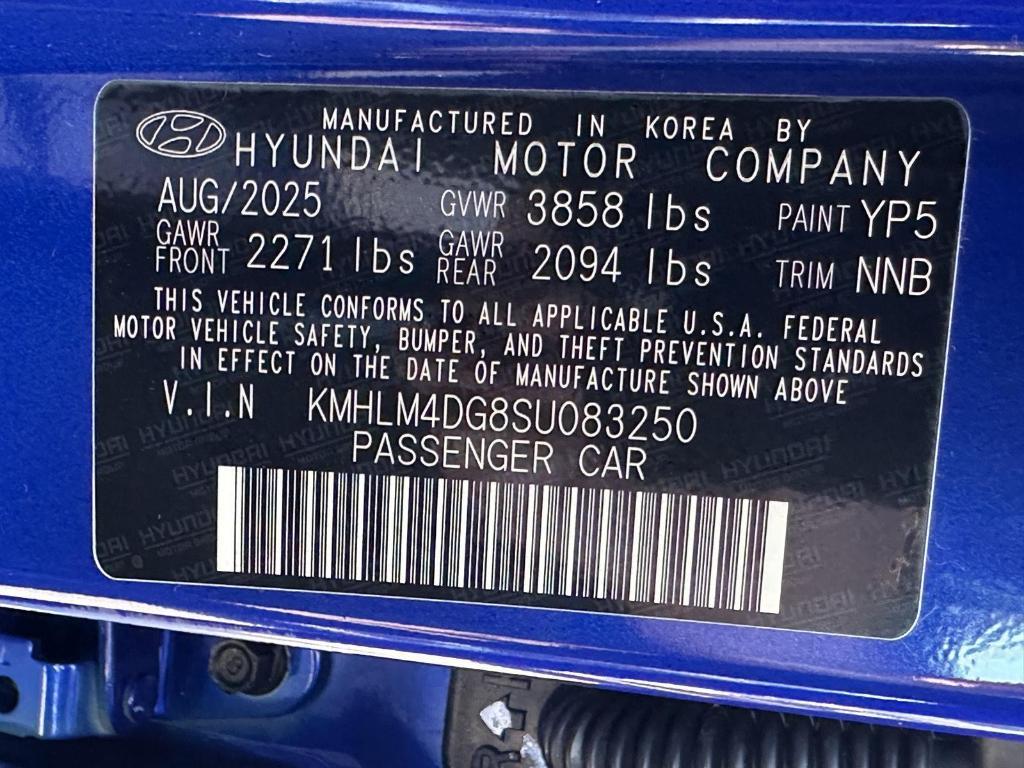 MANUFACTURED IN KOREA BY
HYUNDAI MOTOR COMPANY
AUG/2025 GVWR 3858 lbs PAINT YP5
GAWR FRONT 2271 lbs GAWR REAR 2094 lbs TRIM NNB
THIS VEHICLE CONFORMS TO ALL APPLICABLE U.S.A. FEDERAL
MOTOR VEHICLE SAFETY, BUMPER, AND THEFT PREVENTION STANDARDS
IN EFFECT ON THE DATE OF MANUFACTURE SHOWN ABOVE
V.I.N KMHLM4DG8SU083250
PASSENGER CAR